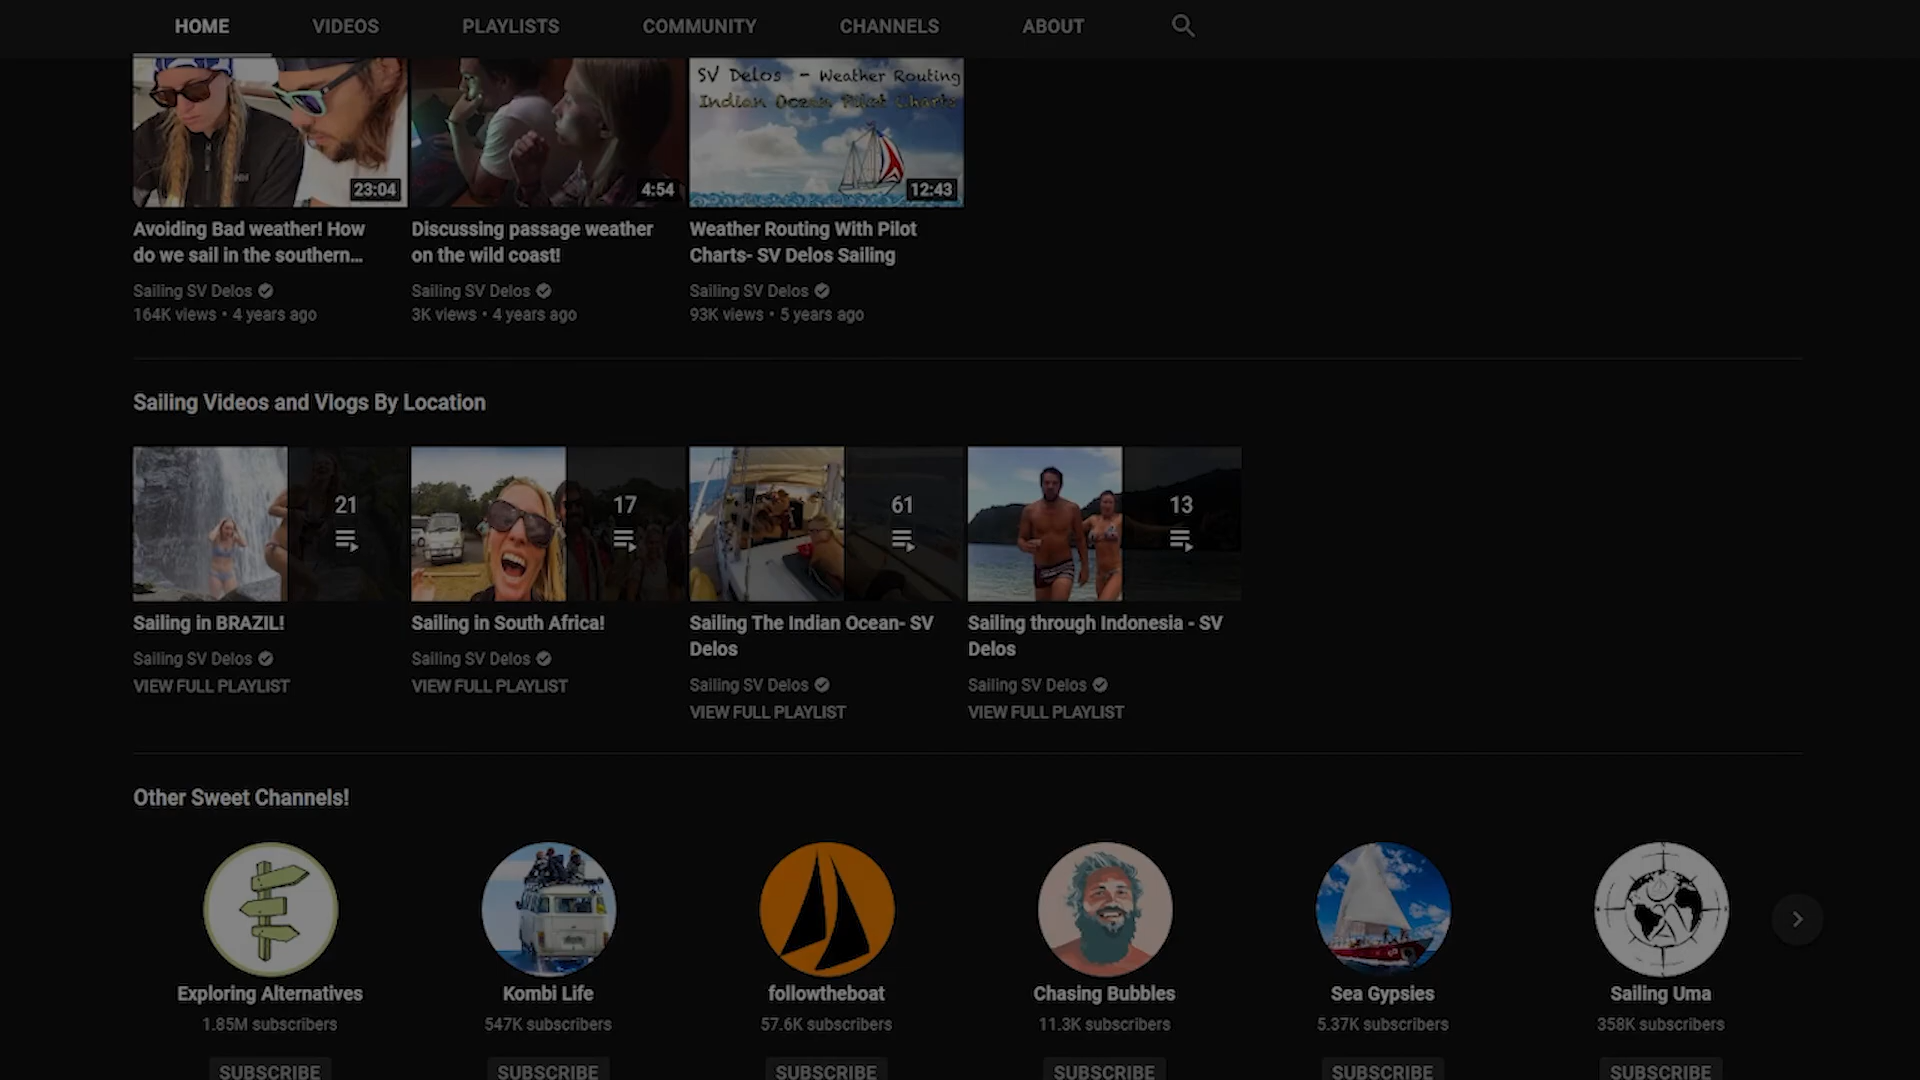 HOME VIDEOS PLAYLISTS COMMUNITY CHANNELS ABOUT
SV Delos - Weather Routing
Indian Ocean Pilot Charts
23:04 4:54 12:43
Avoiding Bad weather! How
do we sail in the southern...
Sailing SV Delos
164K views • 4 years ago
Discussing passage weather
on the wild coast!
Sailing SV Delos
3K views • 4 years ago
Weather Routing With Pilot
Charts- SV Delos Sailing
Sailing SV Delos
93K views • 5 years ago
Sailing Videos and Vlogs By Location
21 17 61 13
Sailing in BRAZIL!
Sailing SV Delos
VIEW FULL PLAYLIST
Sailing in South Africa!
Sailing SV Delos
VIEW FULL PLAYLIST
Sailing The Indian Ocean- SV
Delos
Sailing SV Delos
VIEW FULL PLAYLIST
Sailing through Indonesia - SV
Delos
Sailing SV Delos
VIEW FULL PLAYLIST
Other Sweet Channels!
Exploring Alternatives
1.85M subscribers
SUBSCRIBE
Kombi Life
547K subscribers
SUBSCRIBE
followtheboat
57.6K subscribers
SUBSCRIBE
Chasing Bubbles
11.3K subscribers
SUBSCRIBE
Sea Gypsies
5.37K subscribers
SUBSCRIBE
Sailing Uma
358K subscribers
SUBSCRIBE